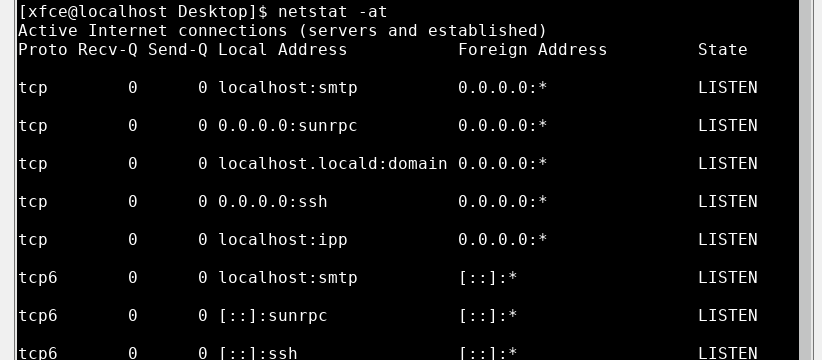 [xfce@localhost Desktop]$ netstat -at
Active Internet connections (servers and established)
Proto Recv-Q Send-Q Local Address           Foreign Address         State
tcp        0      0 localhost:smtp          0.0.0.0:*               LISTEN
tcp        0      0 0.0.0.0:sunrpc          0.0.0.0:*               LISTEN
tcp        0      0 localhost.locald:domain 0.0.0.0:*               LISTEN
tcp        0      0 0.0.0.0:ssh             0.0.0.0:*               LISTEN
tcp        0      0 localhost:ipp           0.0.0.0:*               LISTEN
tcp6       0      0 localhost:smtp          [::]:*                  LISTEN
tcp6       0      0 [::]:sunrpc             [::]:*                  LISTEN
tcp6       0      0 [::]:ssh                [::]:*                  LISTEN